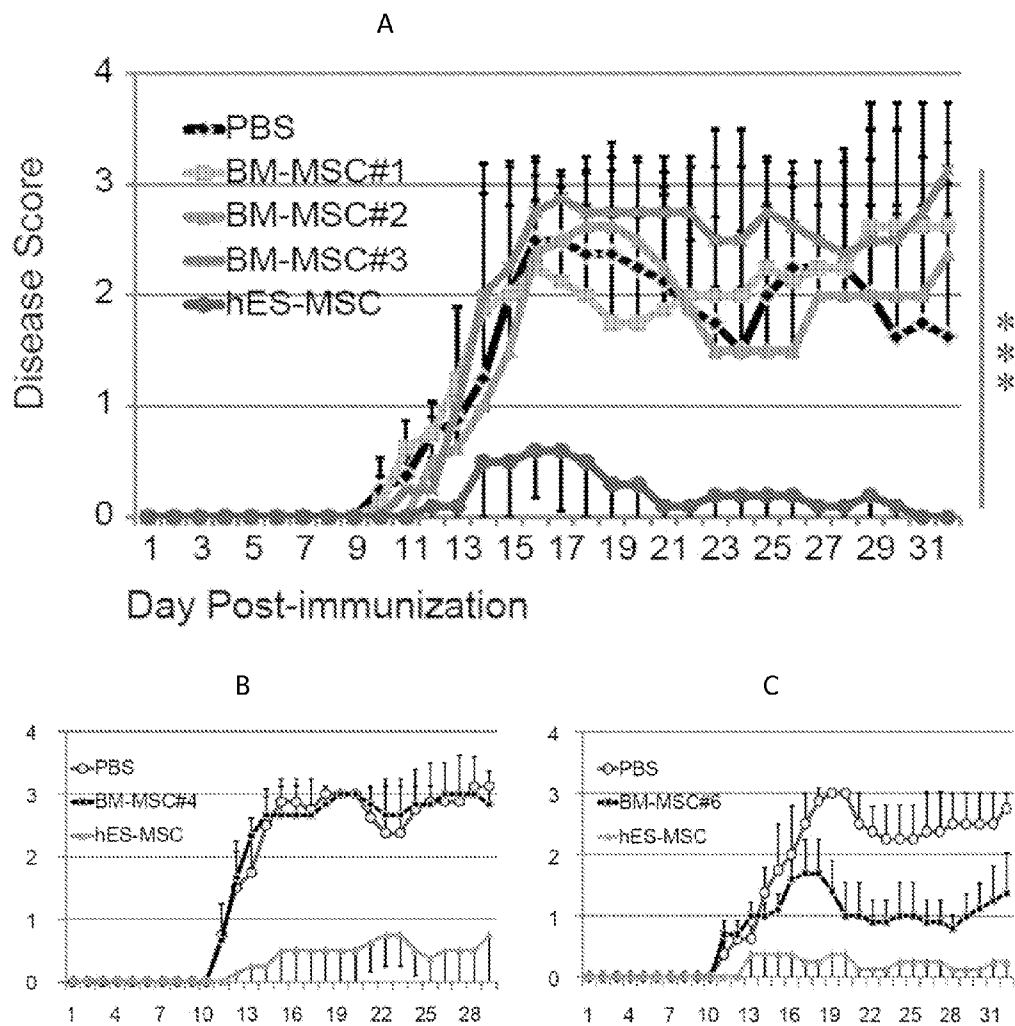 A
Disease Score
4
3
2
1
0
PBS
BM-MSC#1
BM-MSC#2
BM-MSC#3
hES-MSC
***
1 3 5 7 9 11 13 15 17 19 21 23 25 27 29 31
Day Post-immunization
B
4
3
2
1
0
PBS
BM-MSC#4
hES-MSC
1 4 7 10 13 16 19 22 25 28
C
4
3
2
1
0
PBS
BM-MSC#6
hES-MSC
1 4 7 10 13 16 19 22 25 28 31